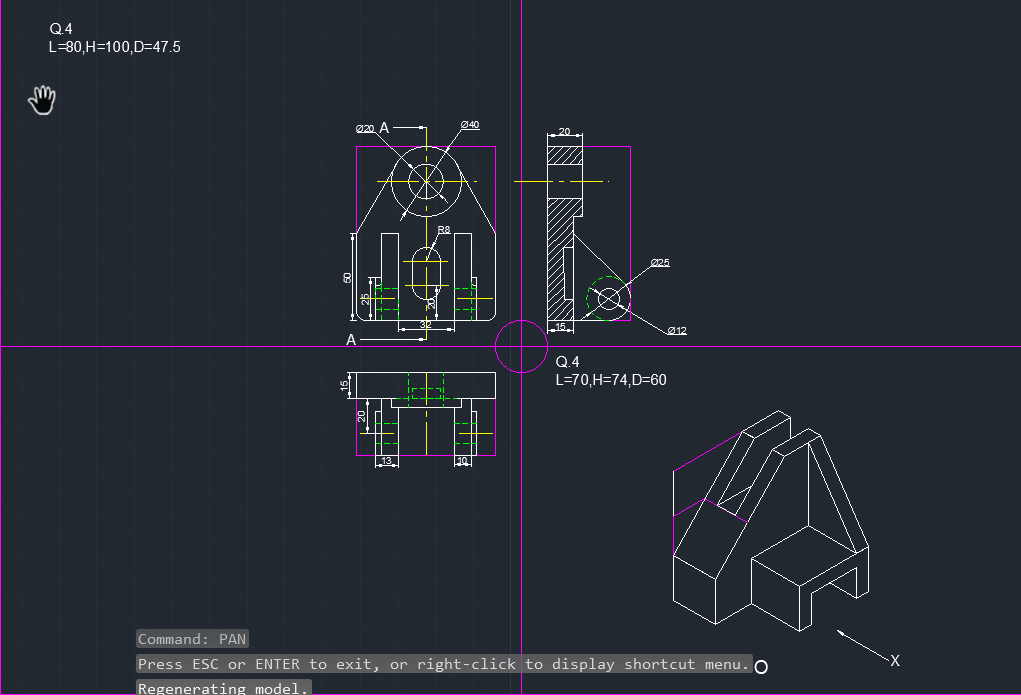 Q.4
L=80,H=100,D=47.5
Ø20
A
Ø40
20
R8
50
25
20
32
A
Ø25
15
Ø12
Q.4
L=70,H=74,D=60
15
20
13
10
X
Command: PAN
Press ESC or ENTER to exit, or right-click to display shortcut menu.
Regenerating model.